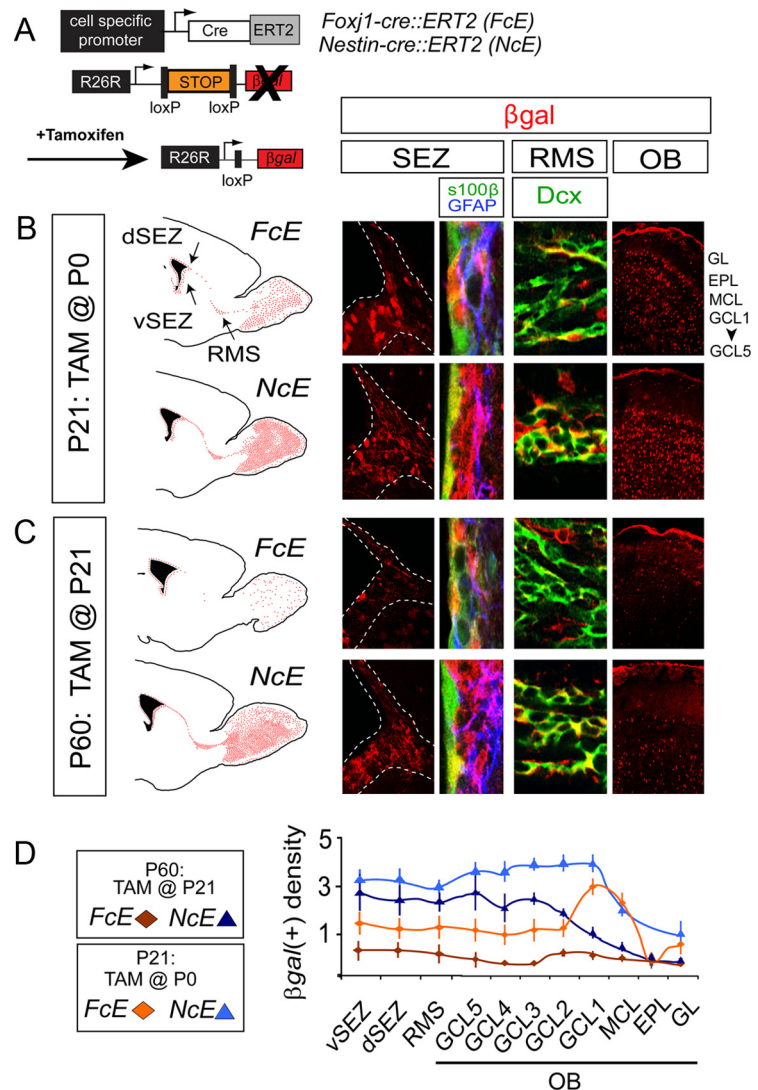 A
cell specific promoter
Cre
ERT2
Foxj1-cre::ERT2 (FcE)
Nestin-cre::ERT2 (NcE)
R26R
STOP
βgal
X
loxP
loxP
+Tamoxifen
R26R
βgal
loxP
βgal
SEZ
RMS
OB
s100β
GFAP
Dcx
B
P21: TAM @ P0
dSEZ
FcE
vSEZ
RMS
GL
EPL
MCL
GCL1
GCL5
NcE
C
P60: TAM @ P21
FcE
NcE
D
P60:
TAM @ P21
FcE NcE
P21:
TAM @ P0
FcE NcE
βgal(+) density
5
3
1
vSEZ
dSEZ
RMS
GCL5
GCL4
GCL3
GCL2
GCL1
MCL
EPL
GL
OB